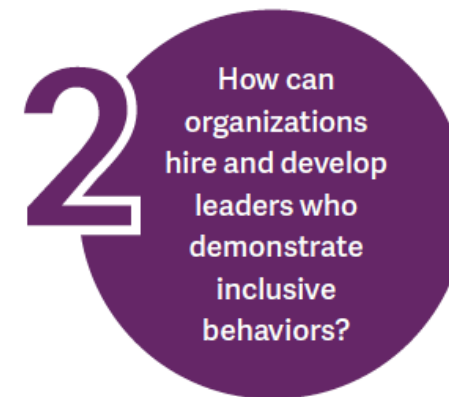 2
How can
organizations
hire and develop
leaders who
demonstrate
inclusive
behaviors?